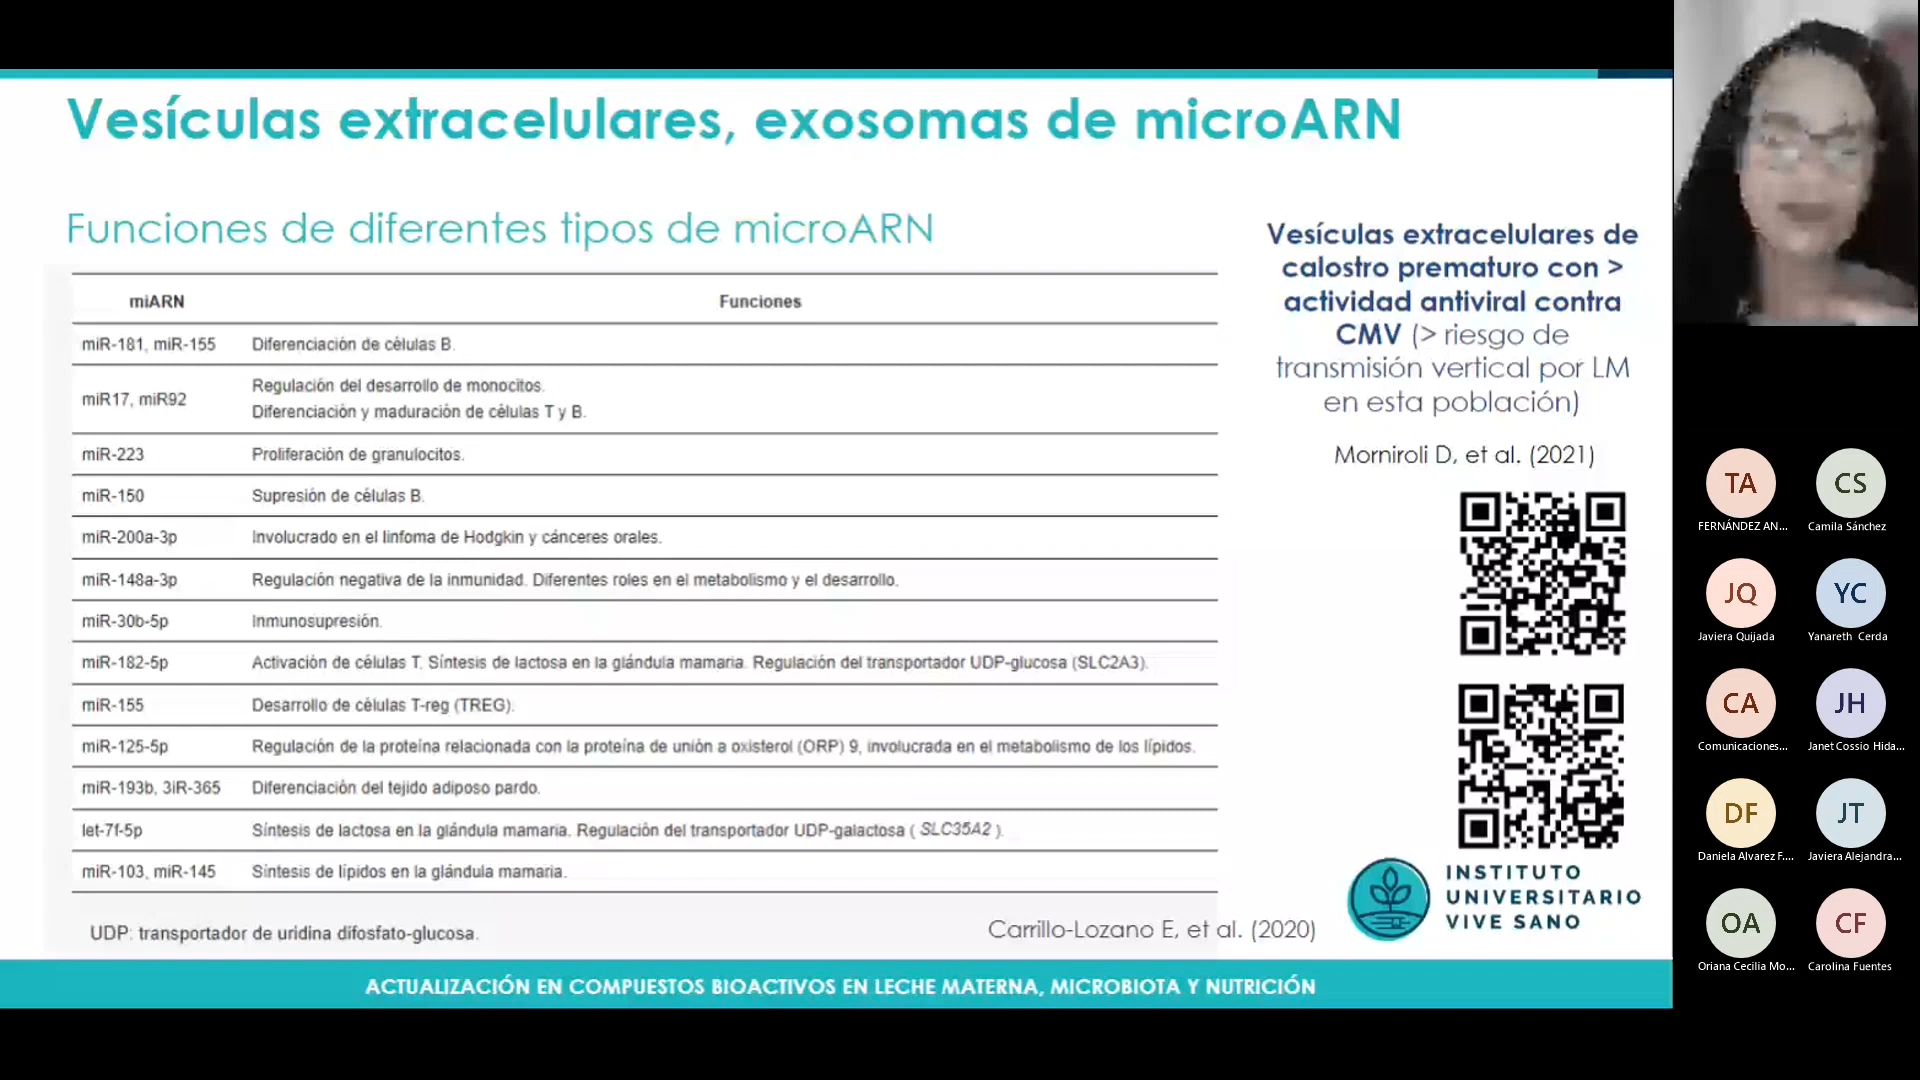 Vesículas extracelulares, exosomas de microARN
Funciones de diferentes tipos de microARN
miARN Funciones
miR-181, miR-155 Diferenciación de células B.
miR17, miR92 Regulación del desarrollo de monocitos.
Diferenciación y maduración de células T y B.
miR-223 Proliferación de granulocitos.
miR-150 Supresión de células B.
miR-200a-3p Involucrado en el linfoma de Hodgkin y cánceres orales.
miR-148a-3p Regulación negativa de la inmunidad. Diferentes roles en el metabolismo y el desarrollo.
miR-30b-5p Inmunosupresión.
miR-182-5p Activación de células T. Síntesis de lactosa en la glándula mamaria. Regulación del transportador UDP-glucosa (SLC2A3).
miR-155 Desarrollo de células T-reg (TREG).
miR-125-5p Regulación de la proteína relacionada con la proteína de unión a oxisterol (ORP) 9, involucrada en el metabolismo de los lípidos.
miR-193b, 3iR-365 Diferenciación del tejido adiposo pardo.
let-7f-5p Síntesis de lactosa en la glándula mamaria. Regulación del transportador UDP-galactosa ( SLC35A2 ).
miR-103, miR-145 Síntesis de lípidos en la glándula mamaria.
UDP: transportador de uridina difosfato-glucosa.
Carrillo-Lozano E, et al. (2020)
Vesículas extracelulares de
calostro prematuro con >
actividad antiviral contra
CMV (> riesgo de
transmisión vertical por LM
en esta población)
Morniroli D, et al. (2021)
INSTITUTO
UNIVERSITARIO
VIVE SANO
ACTUALIZACIÓN EN COMPUESTOS BIOACTIVOS EN LECHE MATERNA, MICROBIOTA Y NUTRICIÓN
TA CS
FERNÁNDEZ AN... Camila Sánchez
JQ YC
Javiera Quijada Yanareth Cerda
CA JH
Comunicaciones... Janet Cossio Hida...
DF JT
Daniela Alvarez F.... Javiera Alejandra...
OA CF
Oriana Cecilia Mo... Carolina Fuentes